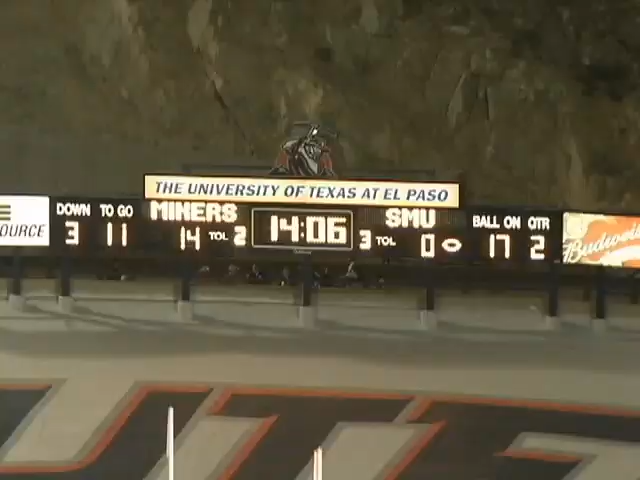 THE UNIVERSITY OF TEXAS AT EL PASO
OURCE
DOWN TO GO MINERS 14:06 SMU BALL ON QTR
3 11 14 TOL 2 3 TOL 0 17 2
Budweis
UTE